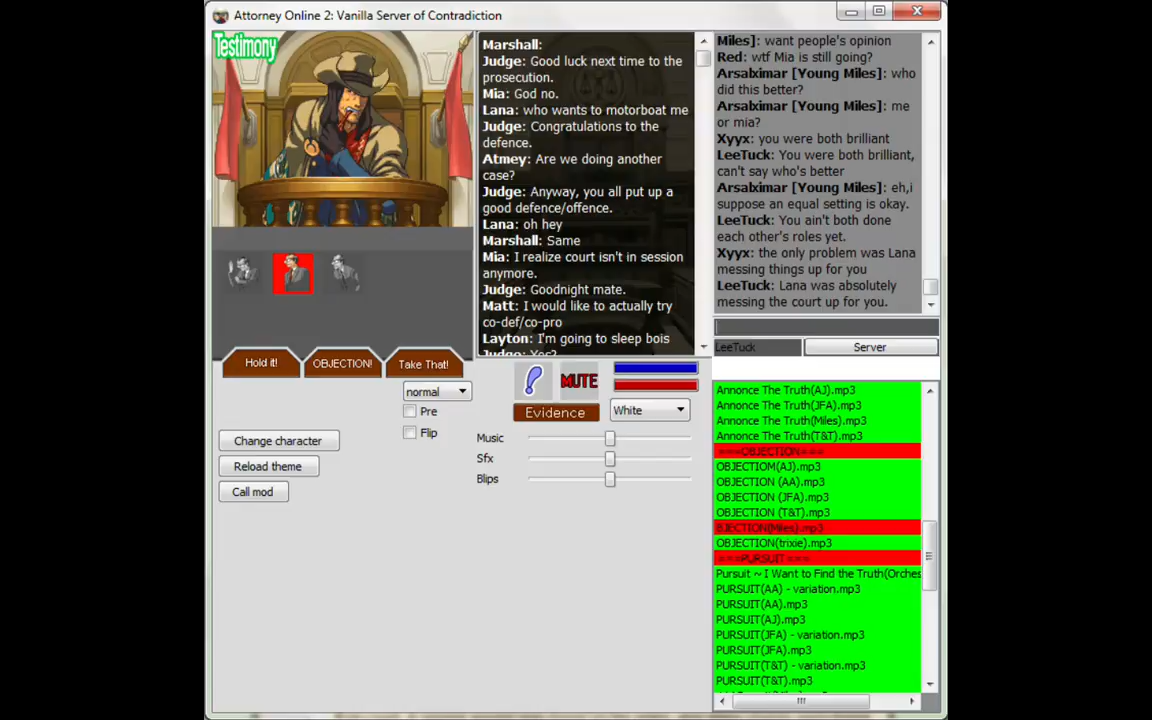 Attorney Online 2: Vanilla Server of Contradiction
Testimony
Marshall:
Judge: Good luck next time to the
prosecution.
Mia: God no.
Lana: who wants to motorboat me
Judge: Congratulations to the
defence.
Atmey: Are we doing another
case?
Judge: Anyway, you all put up a
good defence/offence.
Lana: oh hey
Marshall: Same
Mia: I realize court isn't in session
anymore.
Judge: Goodnight mate.
Matt: I would like to actually try
co-def/co-pro
Layton: I'm going to sleep bois
Judge: Yes?
Miles]: want people's opinion
Red: wtf Mia is still going?
Arsalximar [Young Miles]: who
did this better?
Arsalximar [Young Miles]: me
or mia?
Xyyx: you were both brilliant
LeeTuck: You were both brilliant,
can't say who's better
Arsalximar [Young Miles]: eh,i
suppose an equal setting is okay.
LeeTuck: You ain't both done
each other's roles yet.
Xyyx: the only problem was Lana
messing things up for you
LeeTuck: Lana was absolutely
messing the court up for you.
LeeTuck
Server
Hold it!
OBJECTION!
Take That!
normal
Pre
Flip
MUTE
Evidence
White
Change character
Reload theme
Call mod
Music
Sfx
Blips
Annonce The Truth(AJ).mp3
Annonce The Truth(JFA).mp3
Annonce The Truth(Miles).mp3
Annonce The Truth(T&T).mp3
===OBJECTION===
OBJECTIOM(AJ).mp3
OBJECTION (AA).mp3
OBJECTION (JFA).mp3
OBJECTION (T&T).mp3
BJECTION(Miles).mp3
OBJECTION(trixie).mp3
===PURSUIT===
Pursuit ~ I Want to Find the Truth(Orches
PURSUIT(AA) - variation.mp3
PURSUIT(AA).mp3
PURSUIT(AJ).mp3
PURSUIT(JFA) - variation.mp3
PURSUIT(JFA).mp3
PURSUIT(T&T) - variation.mp3
PURSUIT(T&T).mp3